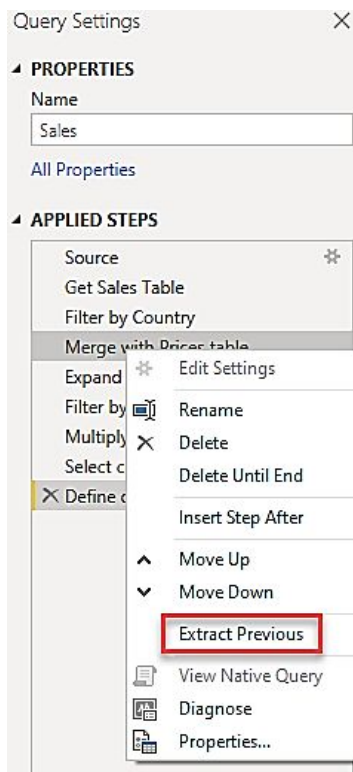 Query Settings
PROPERTIES
Name
Sales
All Properties
APPLIED STEPS
Source
Get Sales Table
Filter by Country
Merge with Prices table
Expand
Filter by
Multiply
Select
Define
Edit Settings
Rename
Delete
Delete Until End
Insert Step After
Move Up
Move Down
Extract Previous
View Native Query
Diagnose
Properties...